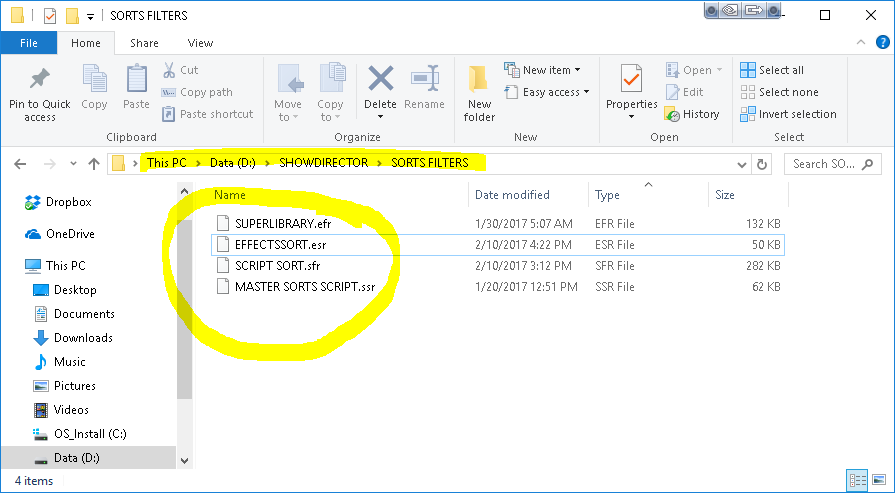 SORTS FILTERS
File Home Share View
Pin to Quick access
Copy
Paste
Cut
Copy path
Paste shortcut
Clipboard
Move to
Copy to
Delete
Rename
Organize
New folder
New item
Easy access
New
Properties
Open
Edit
History
Open
Select all
Select none
Invert selection
Select
This PC > Data (D:) > SHOWDIRECTOR > SORTS FILTERS
Search SO...
Dropbox
OneDrive
This PC
Desktop
Documents
Downloads
Music
Pictures
Videos
OS_Install (C:)
Data (D:)
Name Date modified Type Size
SUPERLIBRARY.efr 1/30/2017 5:07 AM EFR File 132 KB
EFFECTSSORT.esr 2/10/2017 4:22 PM ESR File 50 KB
SCRIPT SORT.sfr 2/10/2017 3:12 PM SFR File 282 KB
MASTER SORTS SCRIPT.ssr 1/20/2017 12:51 PM SSR File 62 KB
4 items